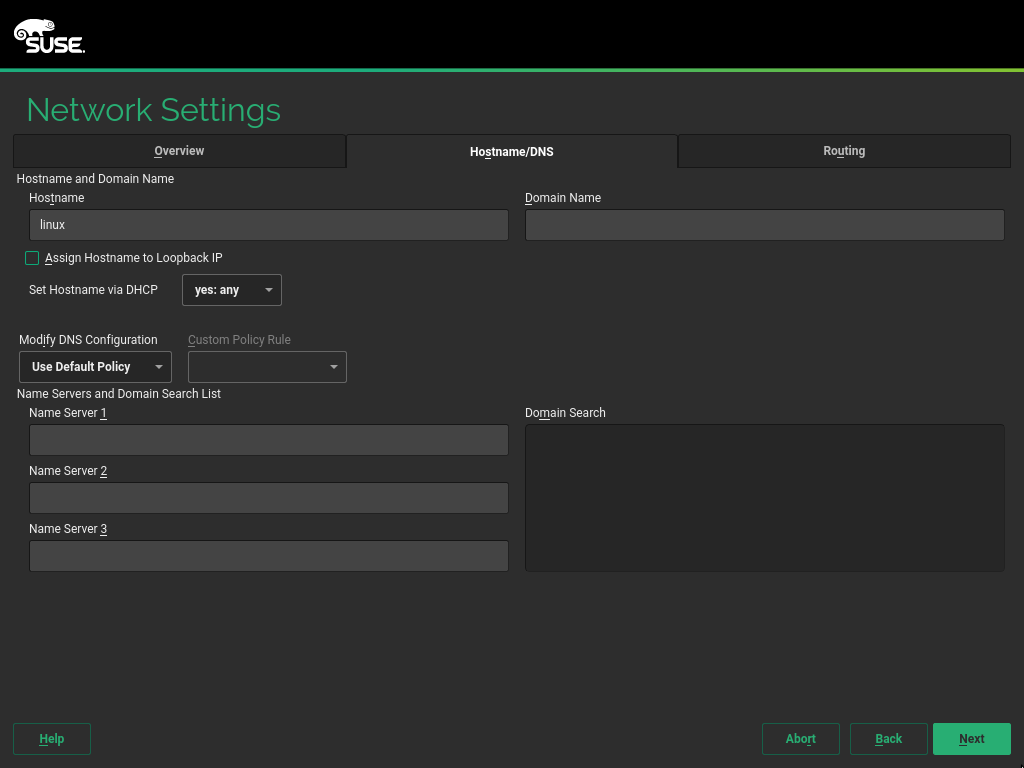 SUSE.
Network Settings
Overview
Hostname/DNS
Routing
Hostname and Domain Name
Hostname
Domain Name
linux
Assign Hostname to Loopback IP
Set Hostname via DHCP
yes: any
Modify DNS Configuration
Custom Policy Rule
Use Default Policy
Name Servers and Domain Search List
Name Server 1
Domain Search
Name Server 2
Name Server 3
Help
Abort
Back
Next